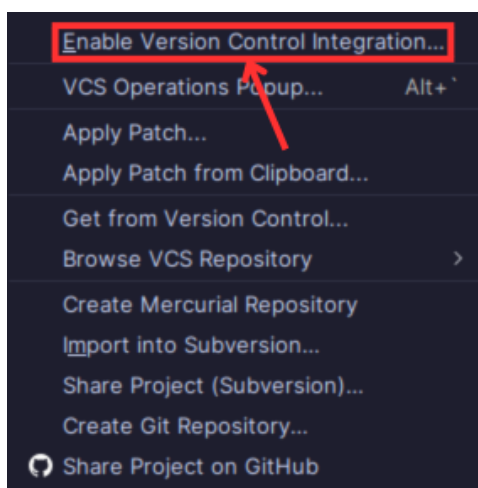 Enable Version Control Integration...
VCS Operations Popup... Alt+`
Apply Patch...
Apply Patch from Clipboard...
Get from Version Control...
Browse VCS Repository
Create Mercurial Repository
Import into Subversion...
Share Project (Subversion)...
Create Git Repository...
Share Project on GitHub